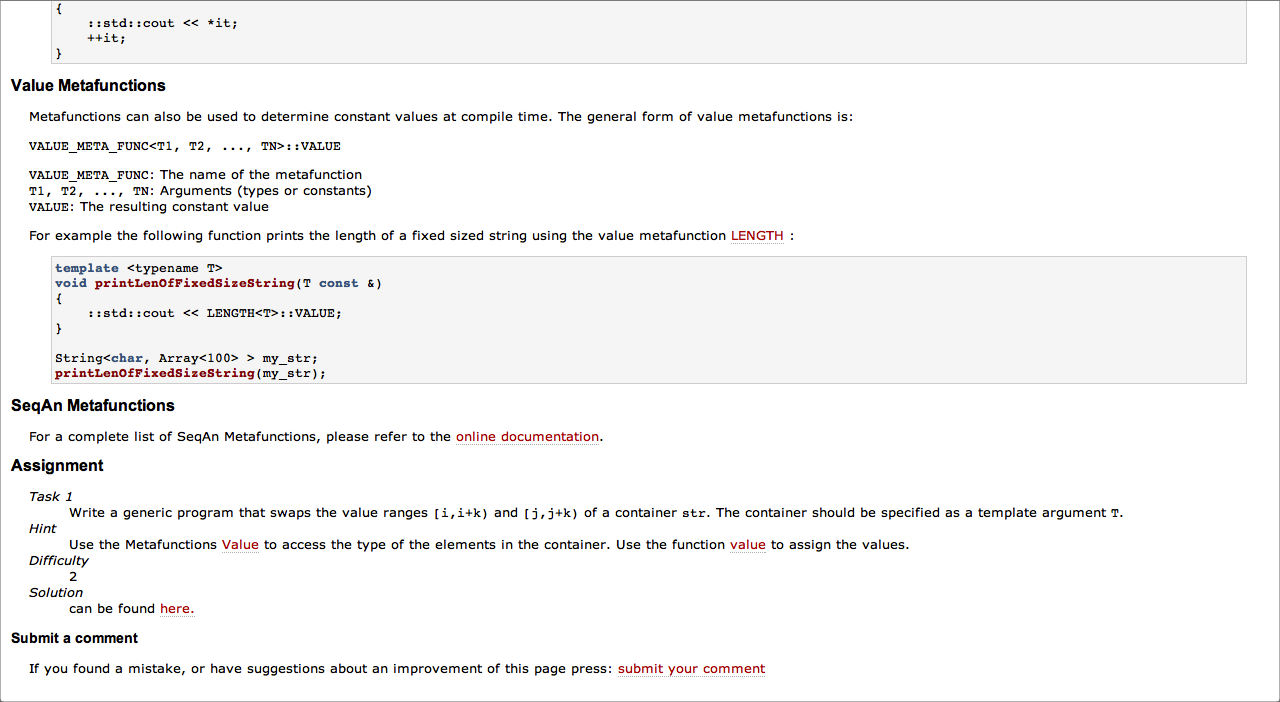 {
::std::cout << *it;
++it;
}
Value Metafunctions
Metafunctions can also be used to determine constant values at compile time. The general form of value metafunctions is:
VALUE_META_FUNC<T1, T2, ..., TN>::VALUE
VALUE_META_FUNC: The name of the metafunction
T1, T2, ..., TN: Arguments (types or constants)
VALUE: The resulting constant value
For example the following function prints the length of a fixed sized string using the value metafunction LENGTH :
template <typename T>
void printLenOfFixedSizeString(T const &)
{
::std::cout << LENGTH<T>::VALUE;
}
String<char, Array<100> > my_str;
printLenOfFixedSizeString(my_str);
SeqAn Metafunctions
For a complete list of SeqAn Metafunctions, please refer to the online documentation.
Assignment
Task 1
Write a generic program that swaps the value ranges [i,i+k) and [j,j+k) of a container str. The container should be specified as a template argument T.
Hint
Use the Metafunctions Value to access the type of the elements in the container. Use the function value to assign the values.
Difficulty
2
Solution
can be found here.
Submit a comment
If you found a mistake, or have suggestions about an improvement of this page press: submit your comment